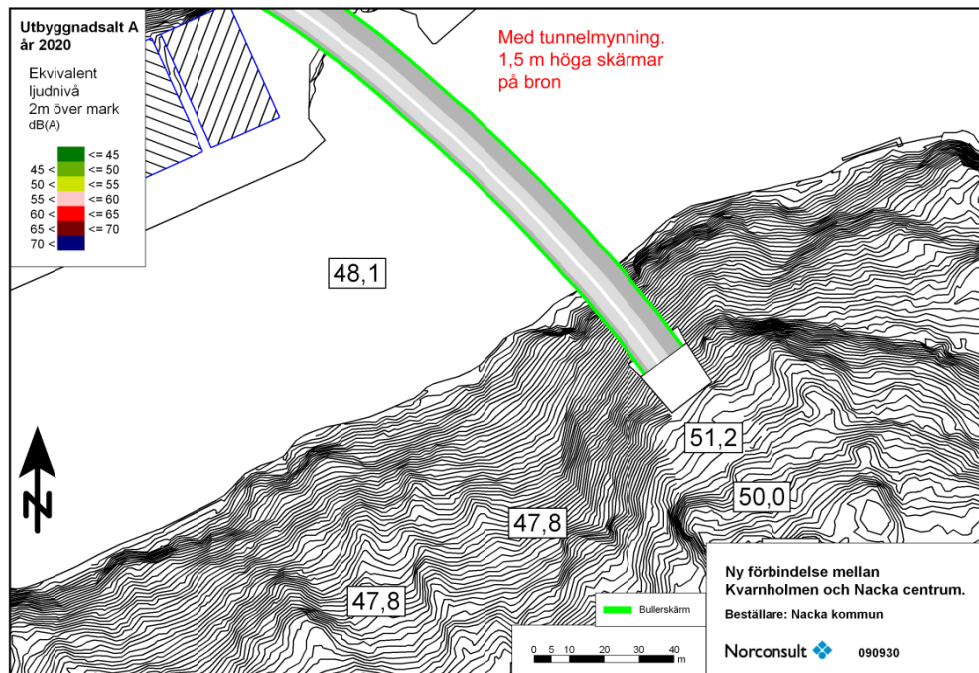 Utbyggnadsalt A
år 2020
Ekvivalent
ljudnivå
2m över mark
dB(A)
<= 45
45 < <= 50
50 < <= 55
55 < <= 60
60 < <= 65
65 < <= 70
70 <
Med tunnelmynning.
1,5 m höga skärmar
på bron
48,1
51,2
50,0
47,8
47,8
N
Bullerskärm
0 5 10 20 30 40
m
Ny förbindelse mellan
Kvarnholmen och Nacka centrum.
Beställare: Nacka kommun
Norconsult 090930